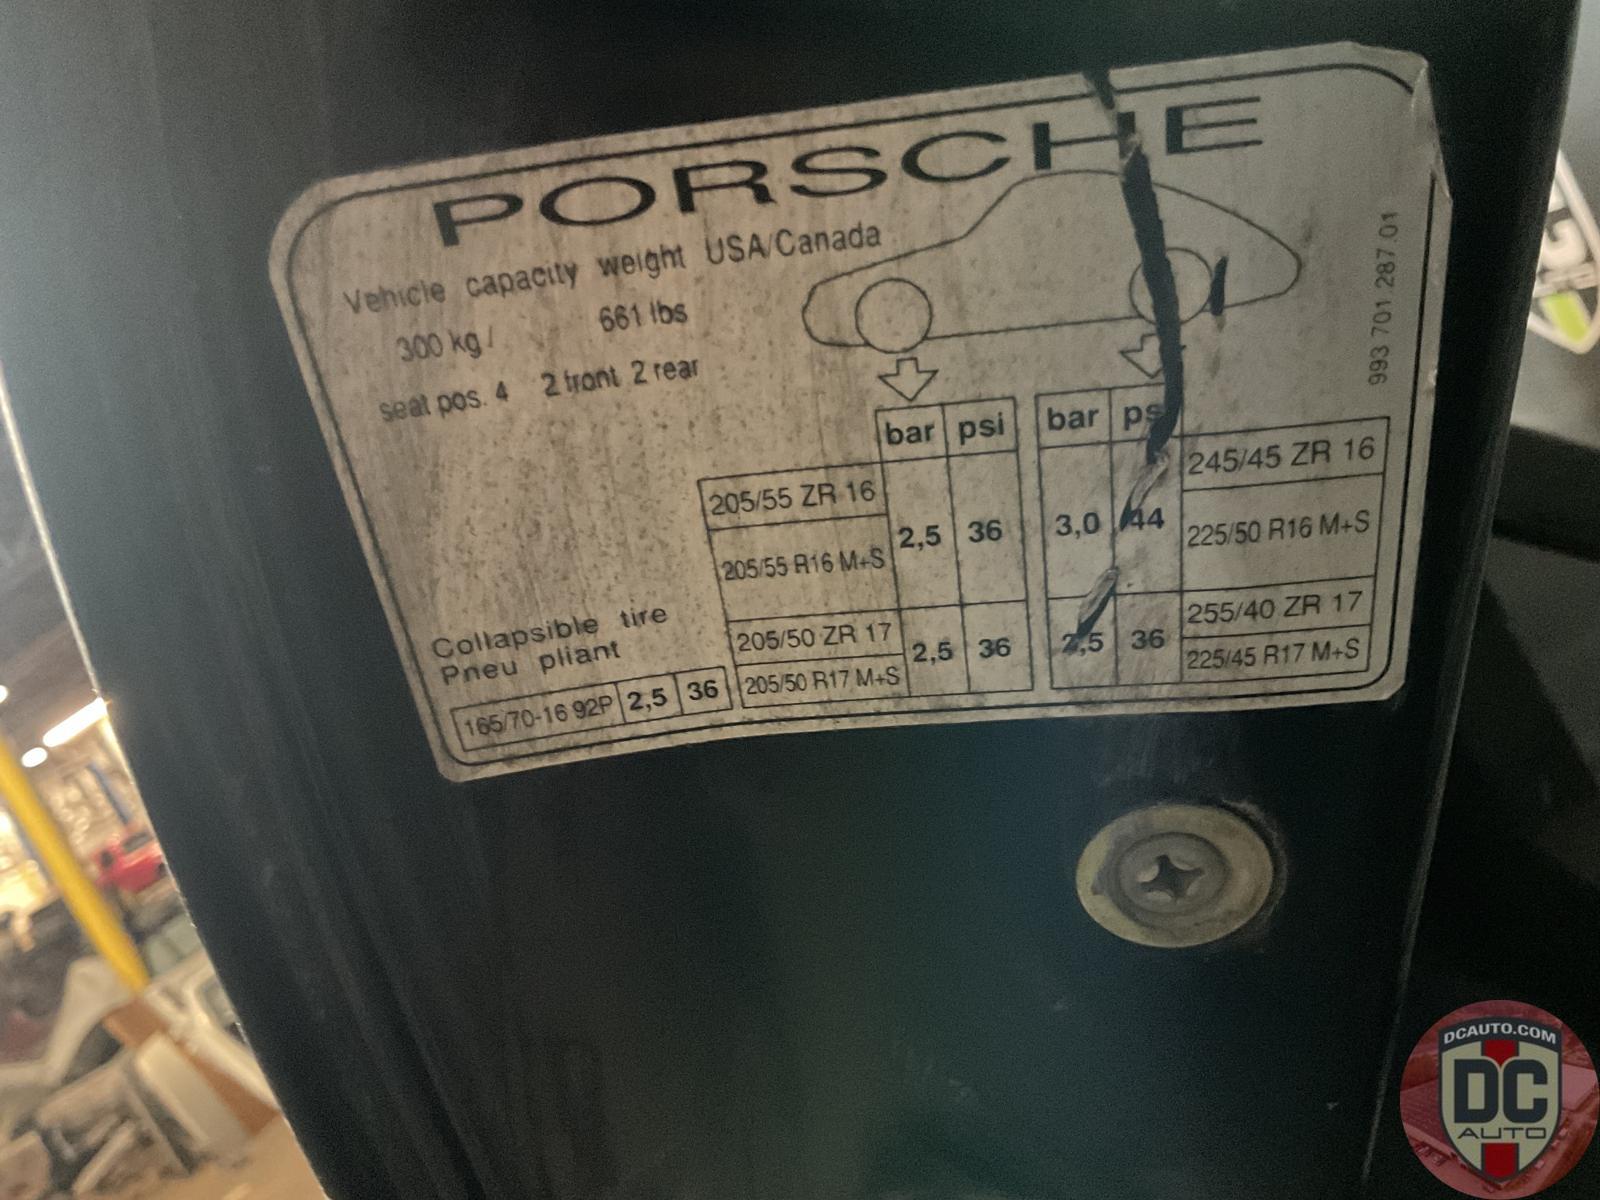 PORSCHE
Vehicle capacity weight USA/Canada
300 kg / 661 lbs
seat pos. 4 2 front 2 rear
993 701 287.01
bar psi bar psi
205/55 ZR 16 245/45 ZR 16
2,5 36 3,0 44
205/55 R16 M+S 225/50 R16 M+S
205/50 ZR 17 255/40 ZR 17
2,5 36 2,5 36
205/50 R17 M+S 225/45 R17 M+S
Collapsible tire
Pneu pliant
165/70-16 92P 2,5 36
DCAUTO.COM
DC
AUTO